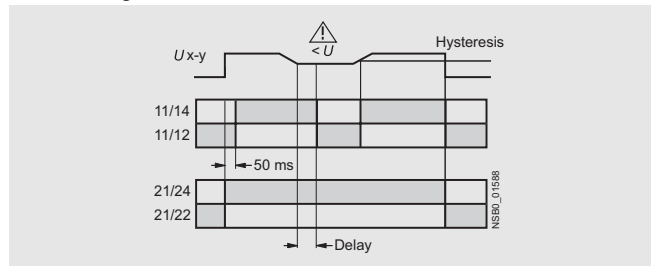 < U
Hysteresis
U x-y
11/14
11/12
50 ms
21/24
21/22
Delay
NSB0_01588